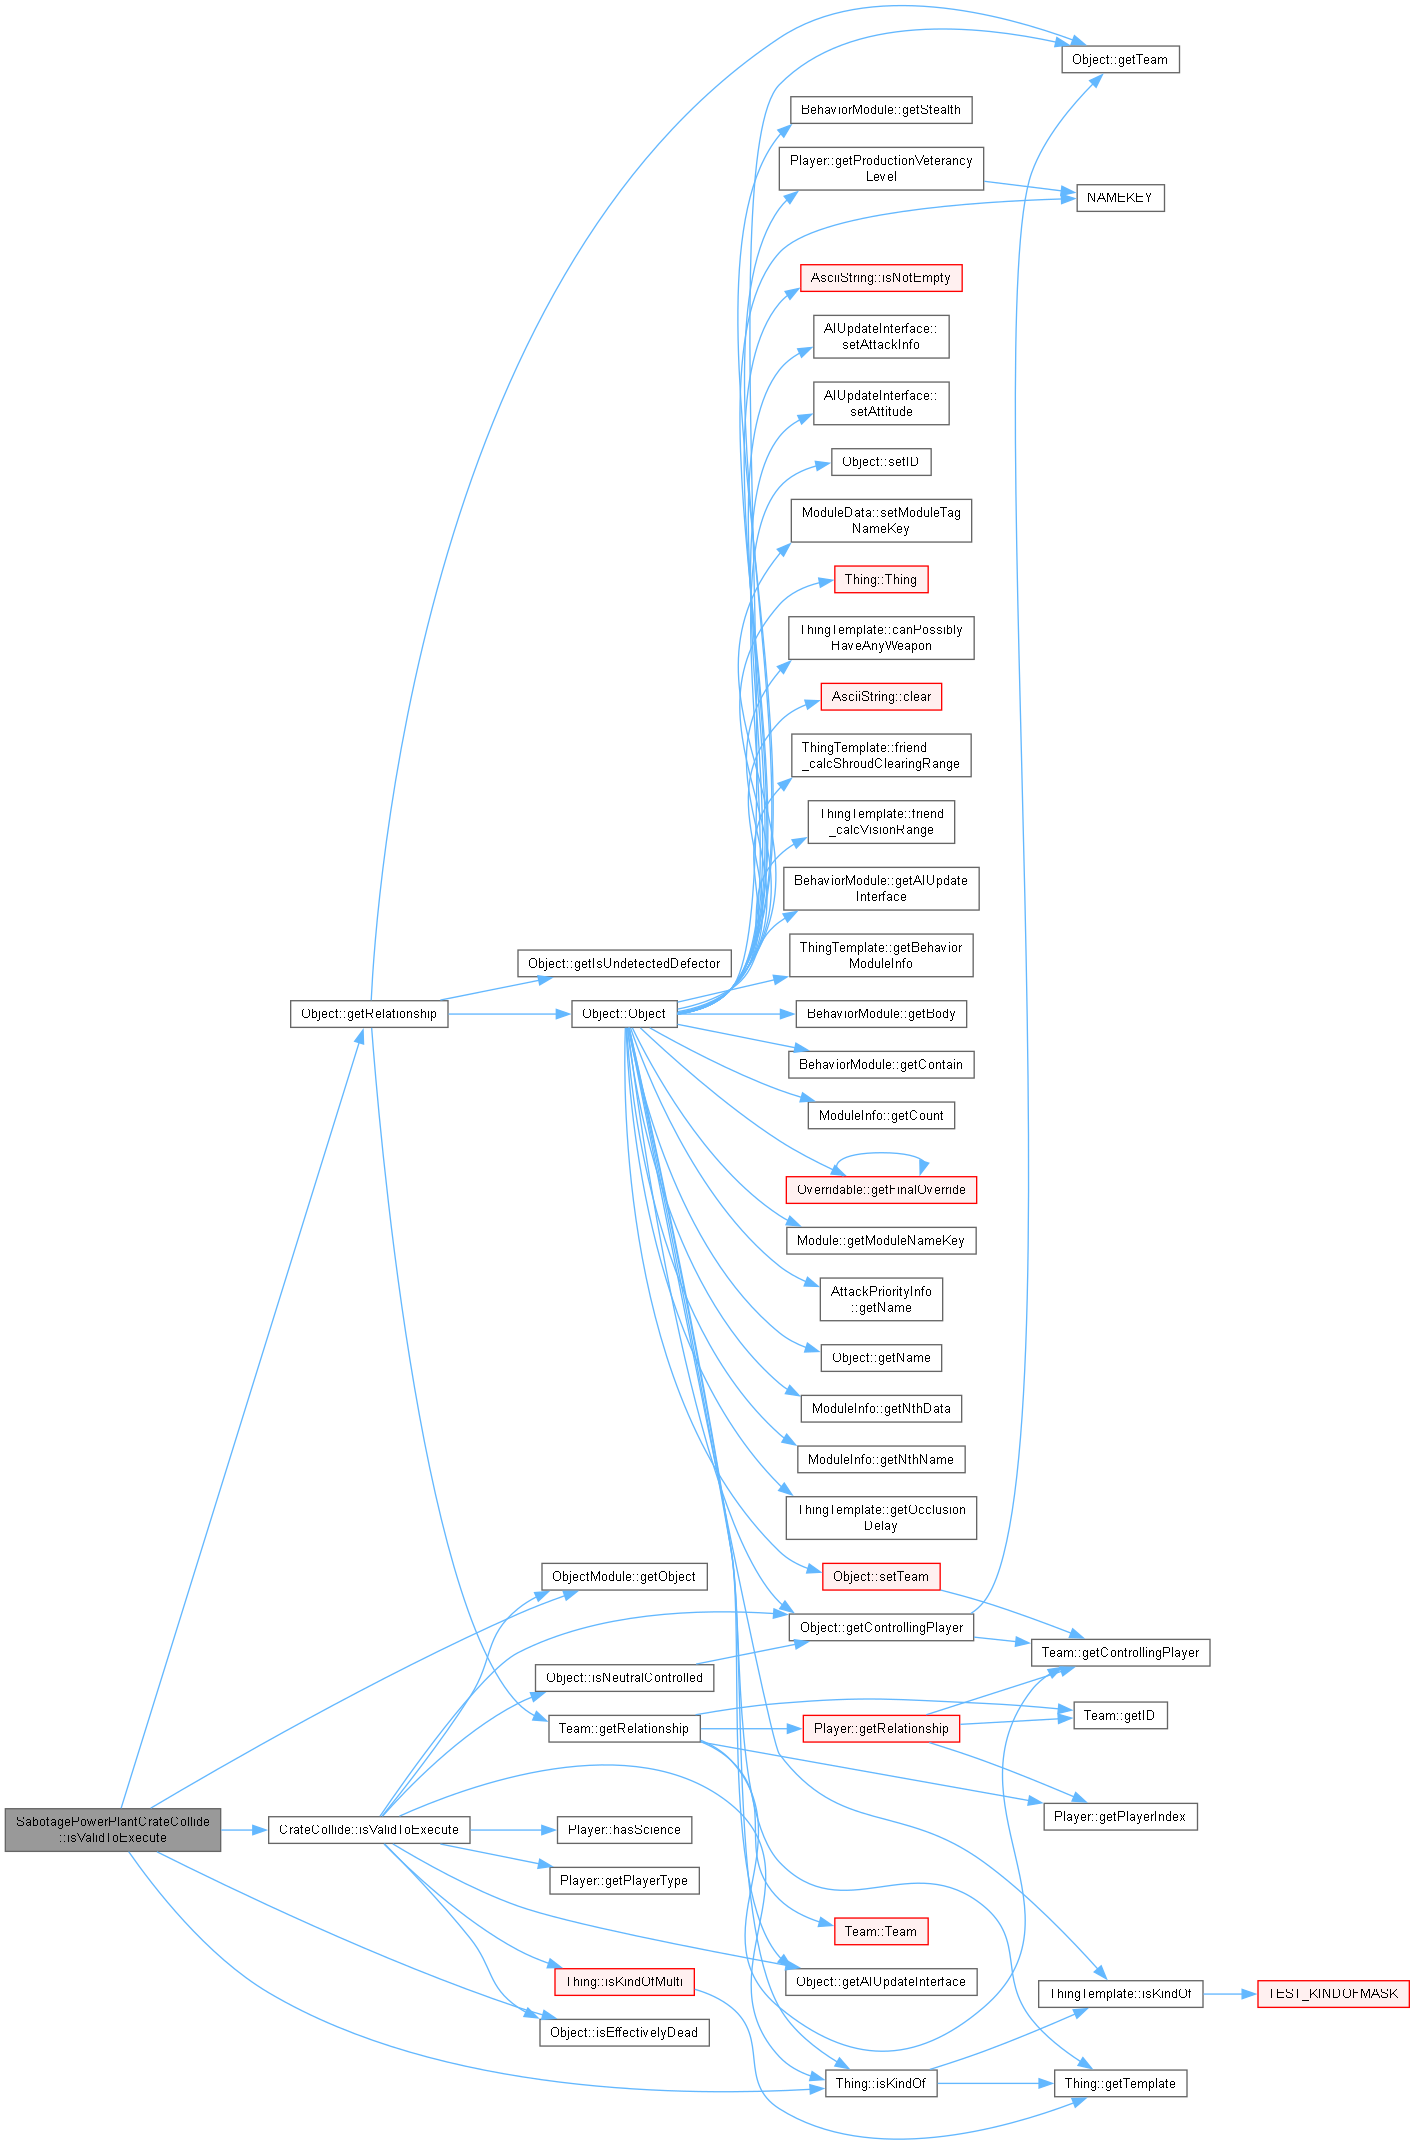 Object::getTeam
BehaviorModule::getStealth
Player::getProductionVeterancy
Level
NAMEKEY
AsciiString::isNotEmpty
AIUpdateInterface::
setAttackInfo
AIUpdateInterface::
setAttitude
Object::setID
ModuleData::setModuleTag
NameKey
Thing::Thing
ThingTemplate::canPossibly
HaveAnyWeapon
AsciiString::clear
ThingTemplate::friend
_calcShroudClearingRange
ThingTemplate::friend
_calcVisionRange
BehaviorModule::getAIUpdate
Interface
ThingTemplate::getBehavior
ModuleInfo
Object::getIsUndetectedDefector
Object::getRelationship
Object::Object
BehaviorModule::getBody
BehaviorModule::getContain
ModuleInfo::getCount
Overridable::getFinalOverride
Module::getModuleNameKey
AttackPriorityInfo
::getName
Object::getName
ModuleInfo::getNthData
ModuleInfo::getNthName
ThingTemplate::getOcclusion
Delay
ObjectModule::getObject
Object::setTeam
Object::getControllingPlayer
Team::getControllingPlayer
Object::isNeutralControlled
Team::getID
Team::getRelationship
Player::getRelationship
Player::getPlayerIndex
SabotagePowerPlantCrateCollide
::isValidToExecute
CrateCollide::isValidToExecute
Player::hasScience
Player::getPlayerType
Team::Team
Thing::isKindOfMulti
Object::getAIUpdateInterface
ThingTemplate::isKindOf
TEST_KINDOFMASK
Object::isEffectivelyDead
Thing::isKindOf
Thing::getTemplate